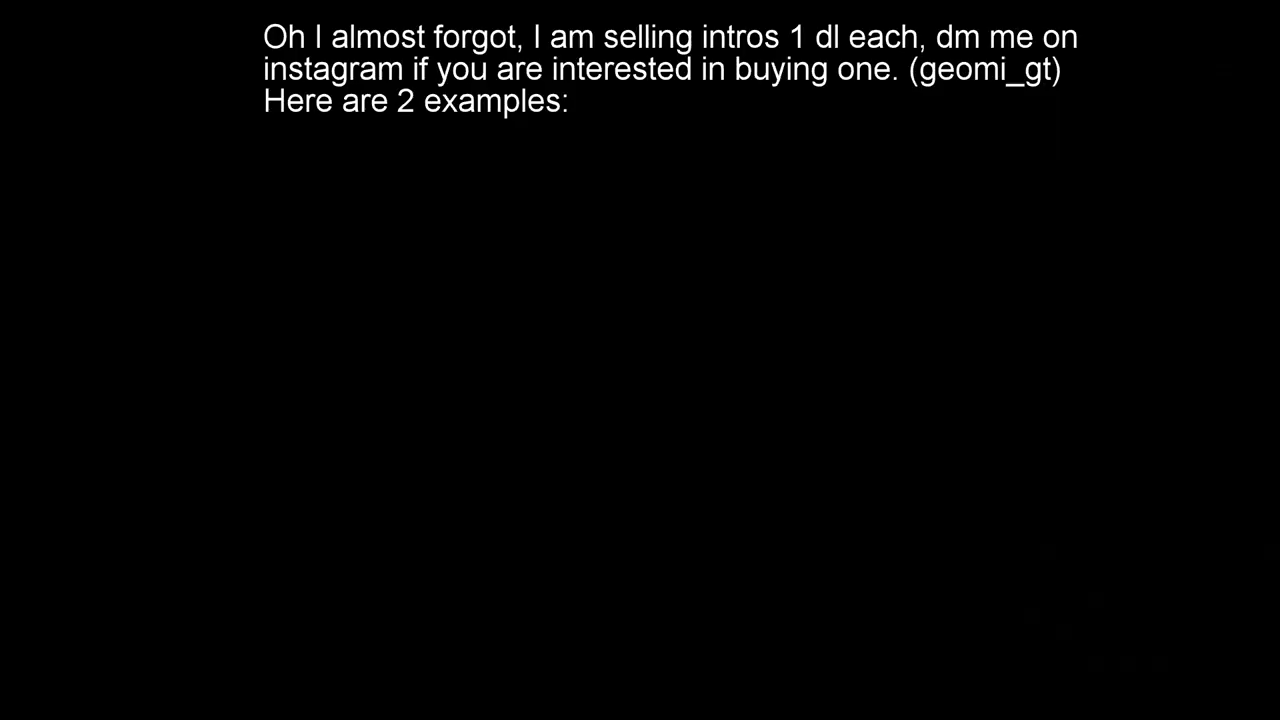 Oh I almost forgot, I am selling intros 1 dl each, dm me on
instagram if you are interested in buying one. (geomi_gt)
Here are 2 examples: